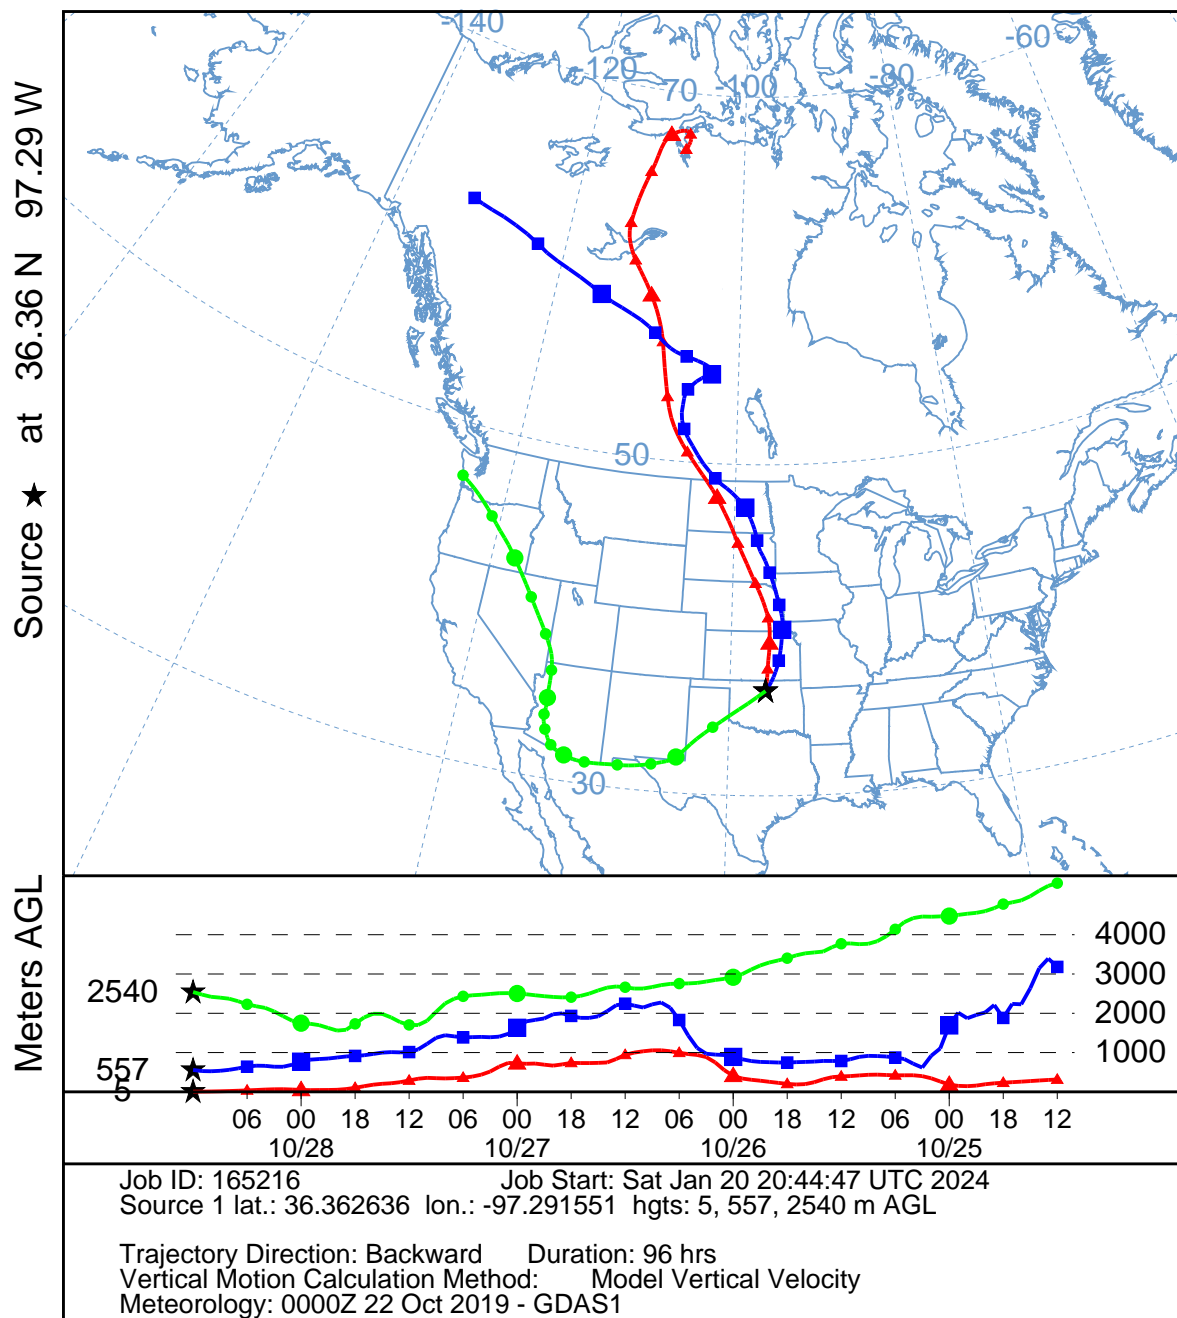 -140
-120
70
-100
-80
-60
50
30
Source ★ at 36.36 N 97.29 W
Meters AGL
2540
557
5
4000
3000
2000
1000
06 00 18 12 06 00 18 12 06 00 18 12 06 00 18 12
10/28 10/27 10/26 10/25
Job ID: 165216 Job Start: Sat Jan 20 20:44:47 UTC 2024
Source 1 lat.: 36.362636 lon.: -97.291551 hgts: 5, 557, 2540 m AGL
Trajectory Direction: Backward Duration: 96 hrs
Vertical Motion Calculation Method: Model Vertical Velocity
Meteorology: 0000Z 22 Oct 2019 - GDAS1